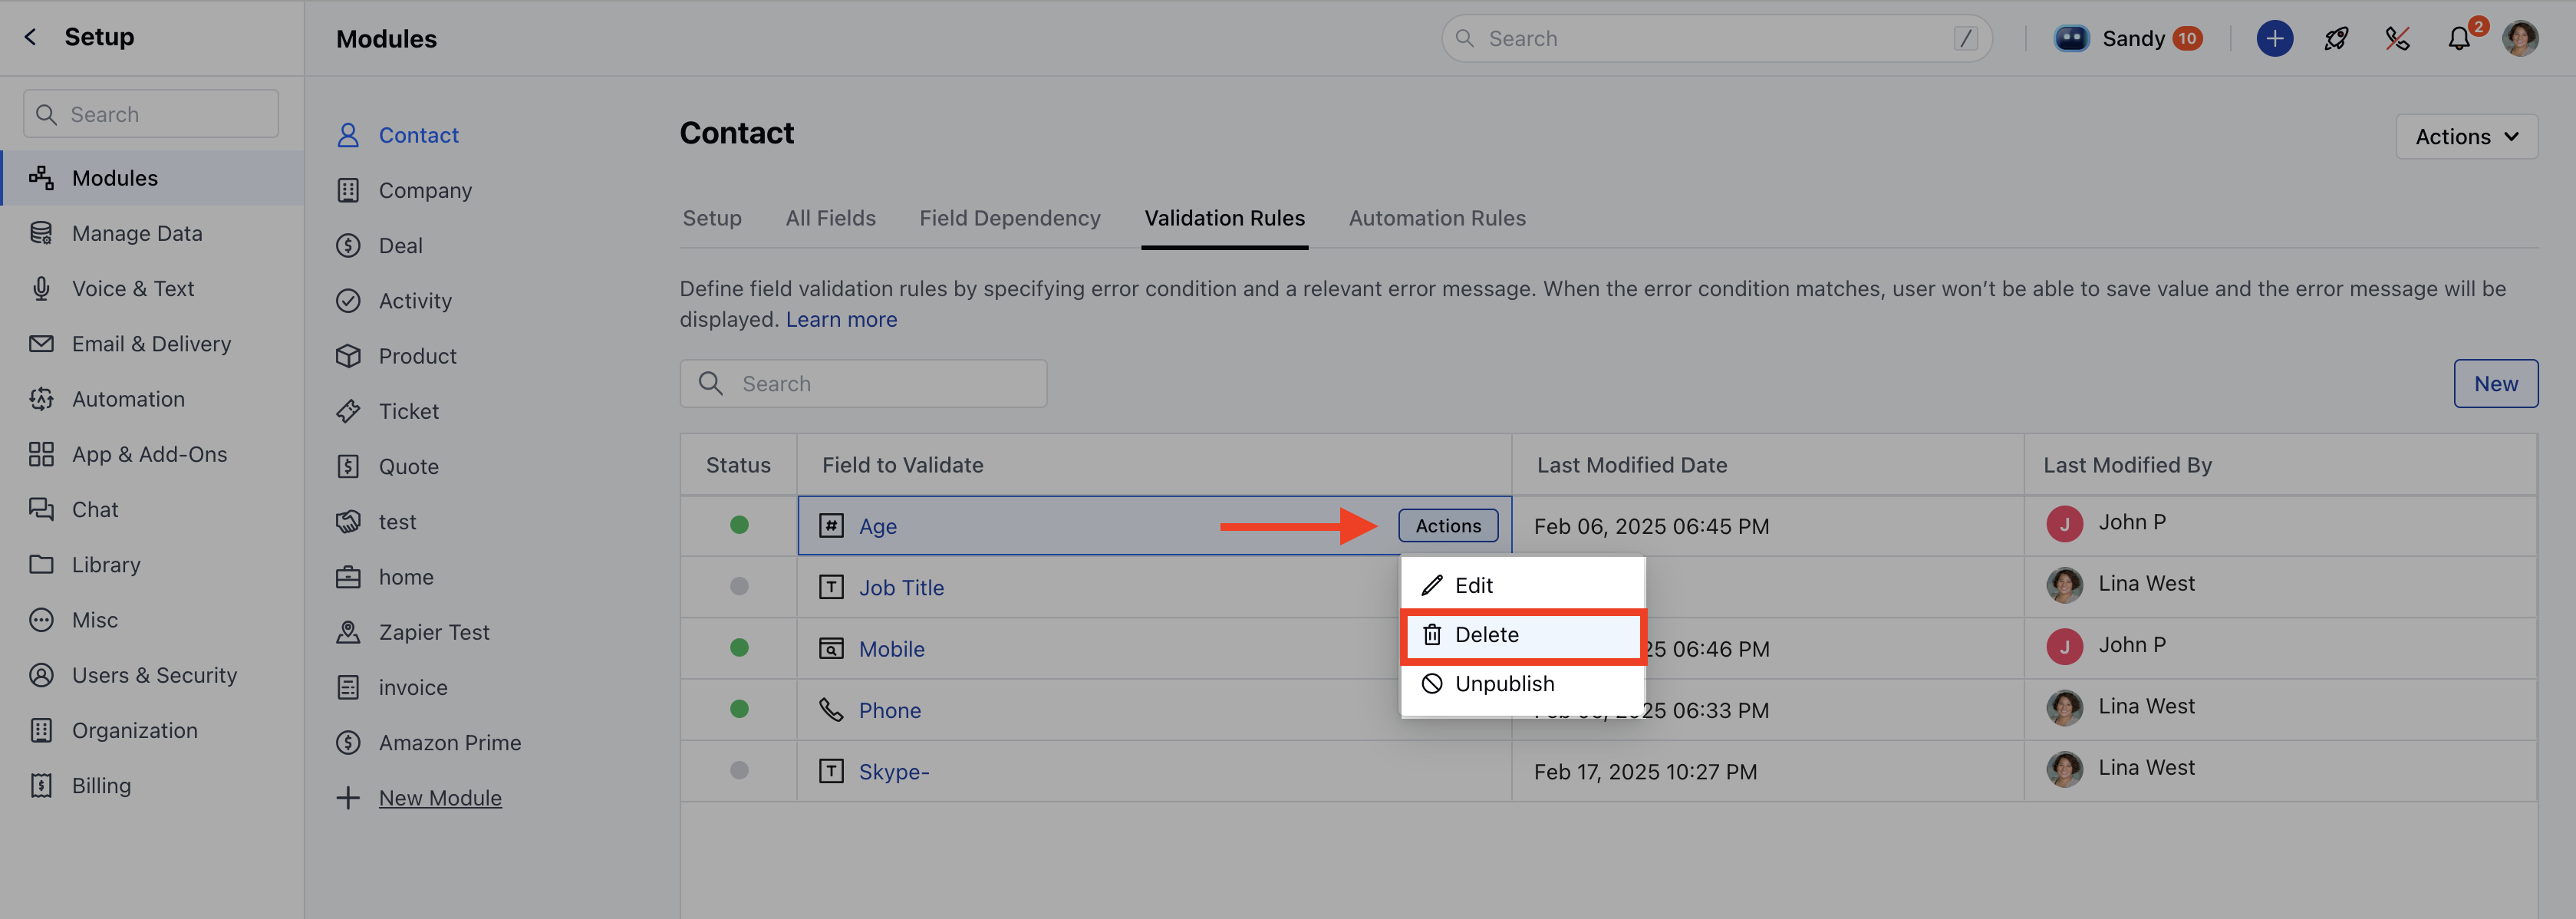 Setup
Search
Modules
Manage Data
Voice & Text
Email & Delivery
Automation
App & Add-Ons
Chat
Library
Misc
Users & Security
Organization
Billing
Modules
Search
/
Sandy 10
2
Contact
Company
Deal
Activity
Product
Ticket
Quote
test
home
Zapier Test
invoice
Amazon Prime
New Module
Contact
Actions
Setup All Fields Field Dependency Validation Rules Automation Rules
Define field validation rules by specifying error condition and a relevant error message. When the error condition matches, user won’t be able to save value and the error message will be
displayed. Learn more
Search
New
Status Field to Validate Last Modified Date Last Modified By
# Age Actions Feb 06, 2025 06:45 PM J John P
T Job Title Lina West
Mobile 25 06:46 PM J John P
Phone 25 06:33 PM Lina West
T Skype- Feb 17, 2025 10:27 PM Lina West
Edit
Delete
Unpublish